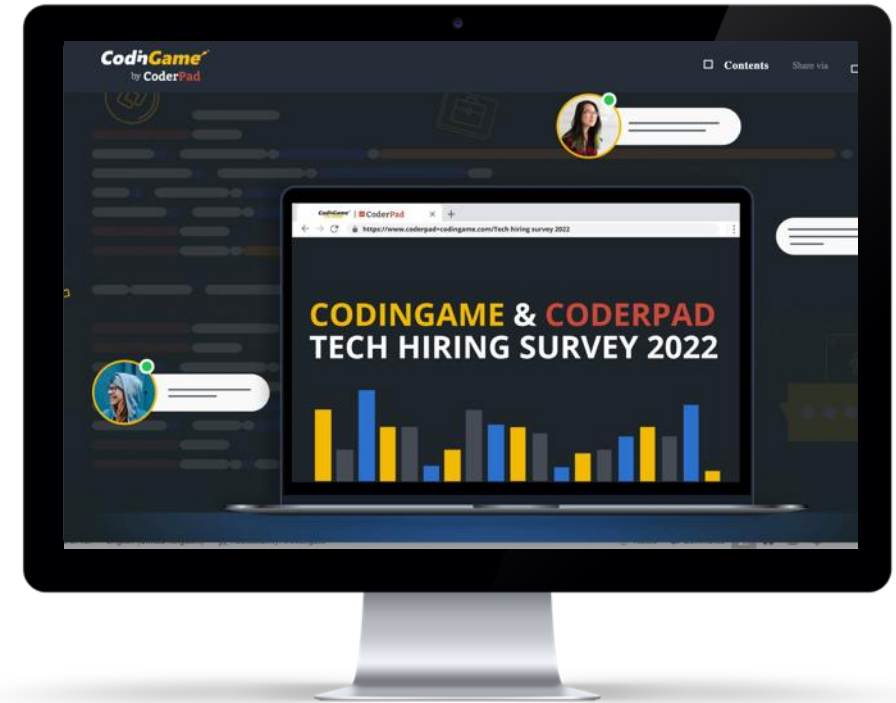 CodinGame
by CoderPad
Contents
Share via
CodinGame | CoderPad
https://www.coderpad+codingame.com/Tech hiring survey 2022
CODINGAME & CODERPAD
TECH HIRING SURVEY 2022